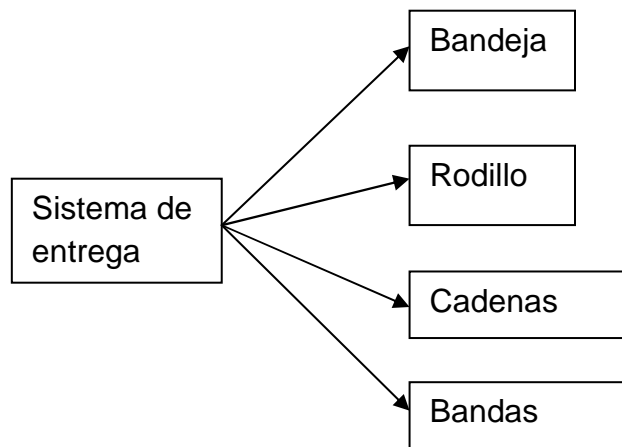 Bandeja
Rodillo
Sistema de
entrega
Cadenas
Bandas